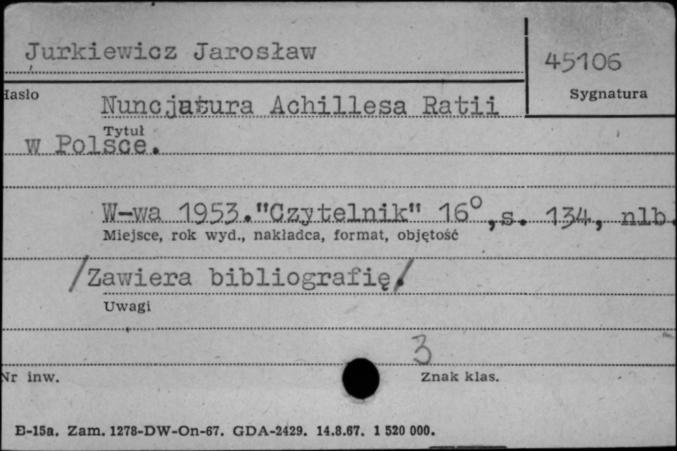 Jurkiewicz Jarosław
45106
Hasło
Sygnatura
Nuncjatura Achillesa Ratii
Tytuł
w Polsce.
W-wa 1953."Czytelnik" 16°,s. 134, nlb.
Miejsce, rok wyd., nakładca, format, objętość
/Zawiera bibliografię/
Uwagi
3
Nr inw.
Znak klas.
E-15a. Zam. 1278-DW-On-67. GDA-2429. 14.8.67. 1 520 000.